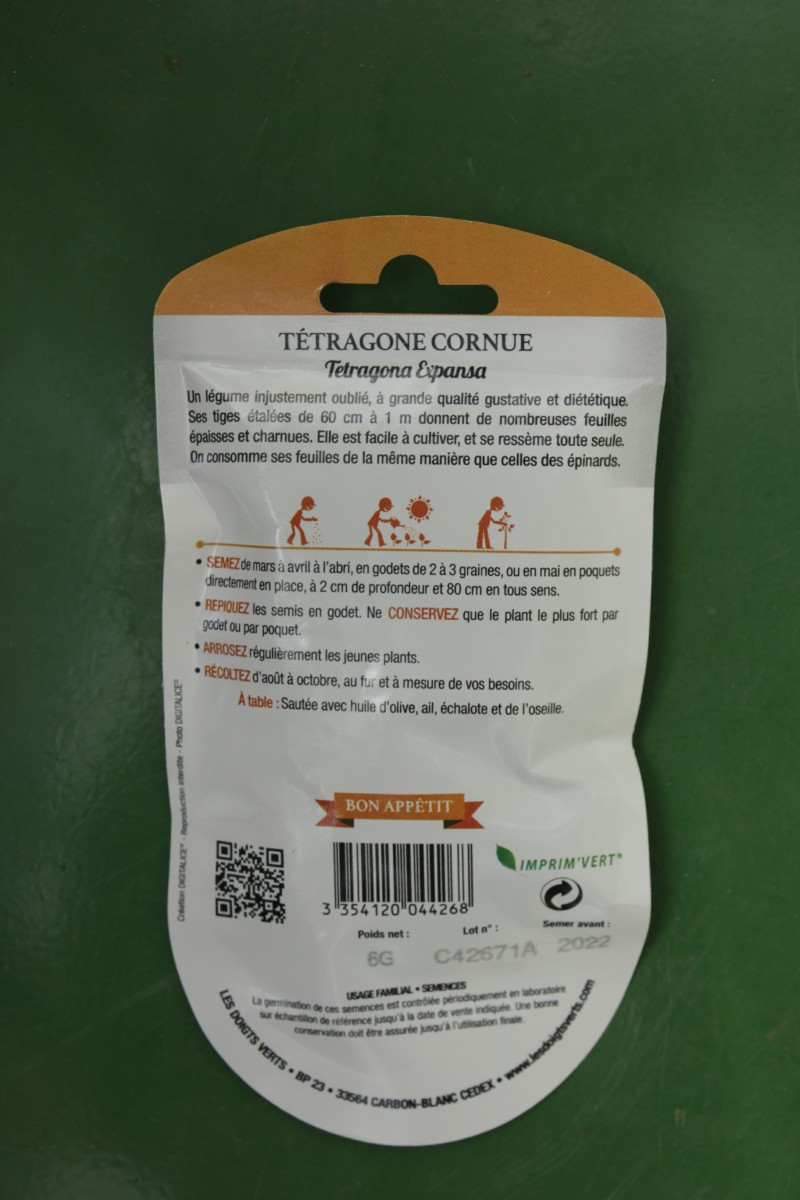 TÉTRAGONE CORNUE
Tetragona Expansa
Un légume injustement oublié, à grande qualité gustative et diététique.
Ses tiges étalées de 60 cm à 1 m donnent de nombreuses feuilles
épaisses et charnues. Elle est facile à cultiver, et se ressème toute seule.
On consomme ses feuilles de la même manière que celles des épinards.
• SEMEZ de mars à avril à l'abri, en godets de 2 à 3 graines, ou en mai en poquets
directement en place, à 2 cm de profondeur et 80 cm en tous sens.
• REPIQUEZ les semis en godet. Ne CONSERVEZ que le plant le plus fort par
godet ou par poquet.
• ARROSEZ régulièrement les jeunes plants.
• RÉCOLTEZ d'août à octobre, au fur et à mesure de vos besoins.
À table : Sautée avec huile d'olive, ail, échalote et de l'oseille.
Création DIGITALICE® - Reproduction interdite - Photo DIGITALICE®
BON APPÉTIT
IMPRIM'VERT®
3 354120 044268
Poids net :
Lot n° :
Semer avant :
6G
C42671A
2022
USAGE FAMILIAL • SEMENCES
La germination de ces semences est contrôlée périodiquement en laboratoire
sur échantillon de référence jusqu'à la date de vente indiquée. Une bonne
conservation doit être assurée jusqu'à l'utilisation finale.
LES DOIGTS VERTS • BP 23 • 33564 CARBON-BLANC CEDEX • www.lesdoigtsverts.com